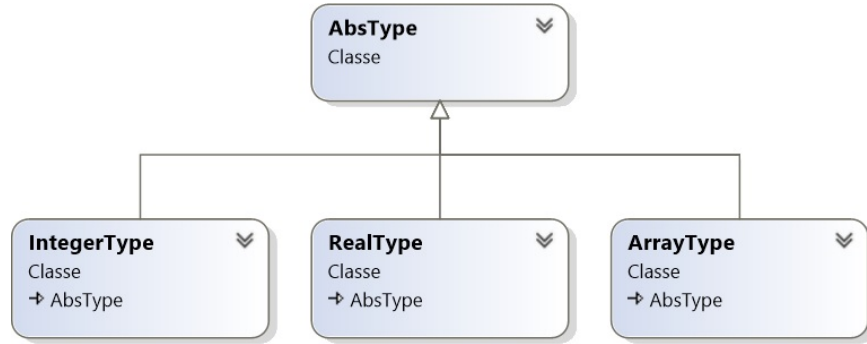 AbsType
Classe
IntegerType
Classe
AbsType
RealType
Classe
AbsType
ArrayType
Classe
AbsType